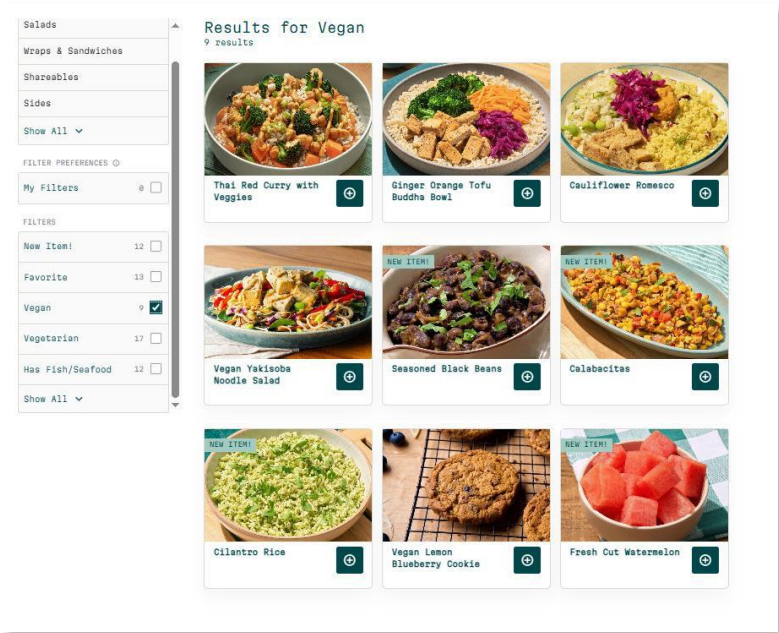 Salads
Wraps & Sandwiches
Shareables
Sides
Show All
FILTER PREFERENCES
My Filters 0
FILTERS
New Item! 12
Favorite 13
Vegan 9
Vegetarian 17
Has Fish/Seafood 12
Show All
Results for Vegan
9 results
Thai Red Curry with
Veggies
Ginger Orange Tofu
Buddha Bowl
Cauliflower Romesco
Vegan Yakisoba
Noodle Salad
NEW ITEM!
Seasoned Black Beans
NEW ITEM!
Calabacitas
NEW ITEM!
Cilantro Rice
Vegan Lemon
Blueberry Cookie
NEW ITEM!
Fresh Cut Watermelon